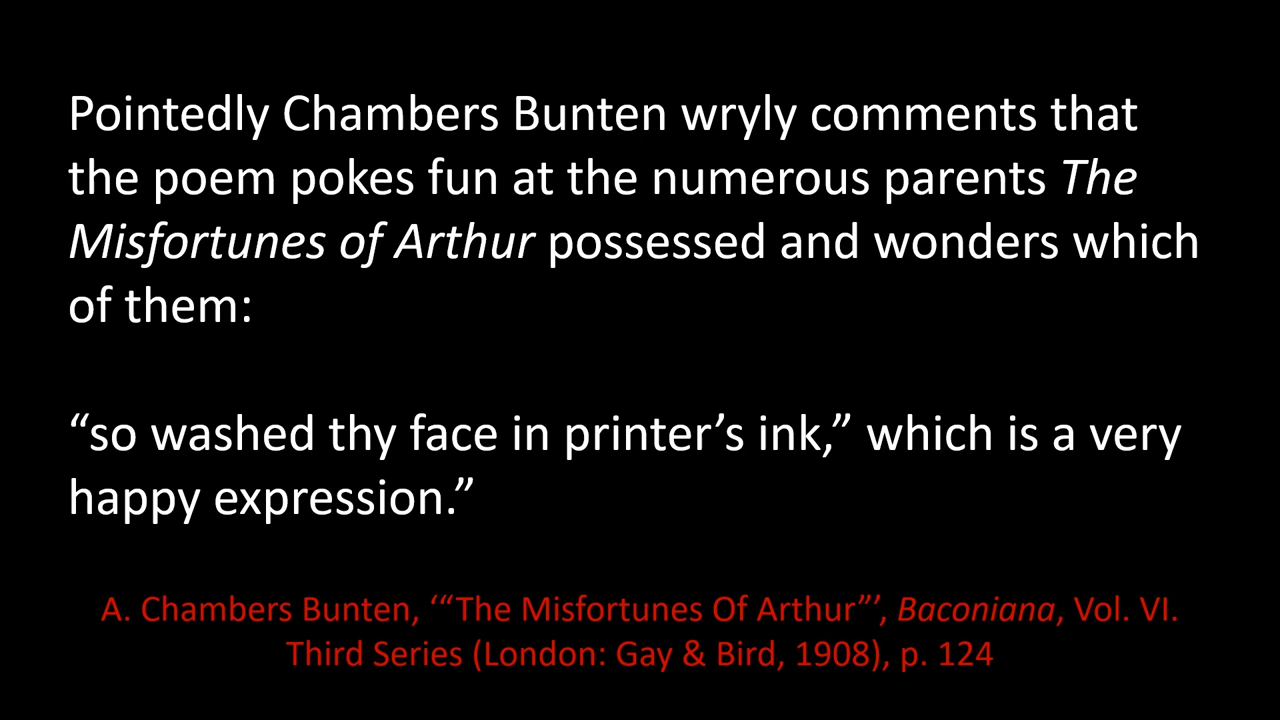 Pointedly Chambers Bunten wryly comments that
the poem pokes fun at the numerous parents The
Misfortunes of Arthur possessed and wonders which
of them:
“so washed thy face in printer’s ink,” which is a very
happy expression.”
A. Chambers Bunten, ‘“The Misfortunes Of Arthur”’, Baconiana, Vol. VI.
Third Series (London: Gay & Bird, 1908), p. 124